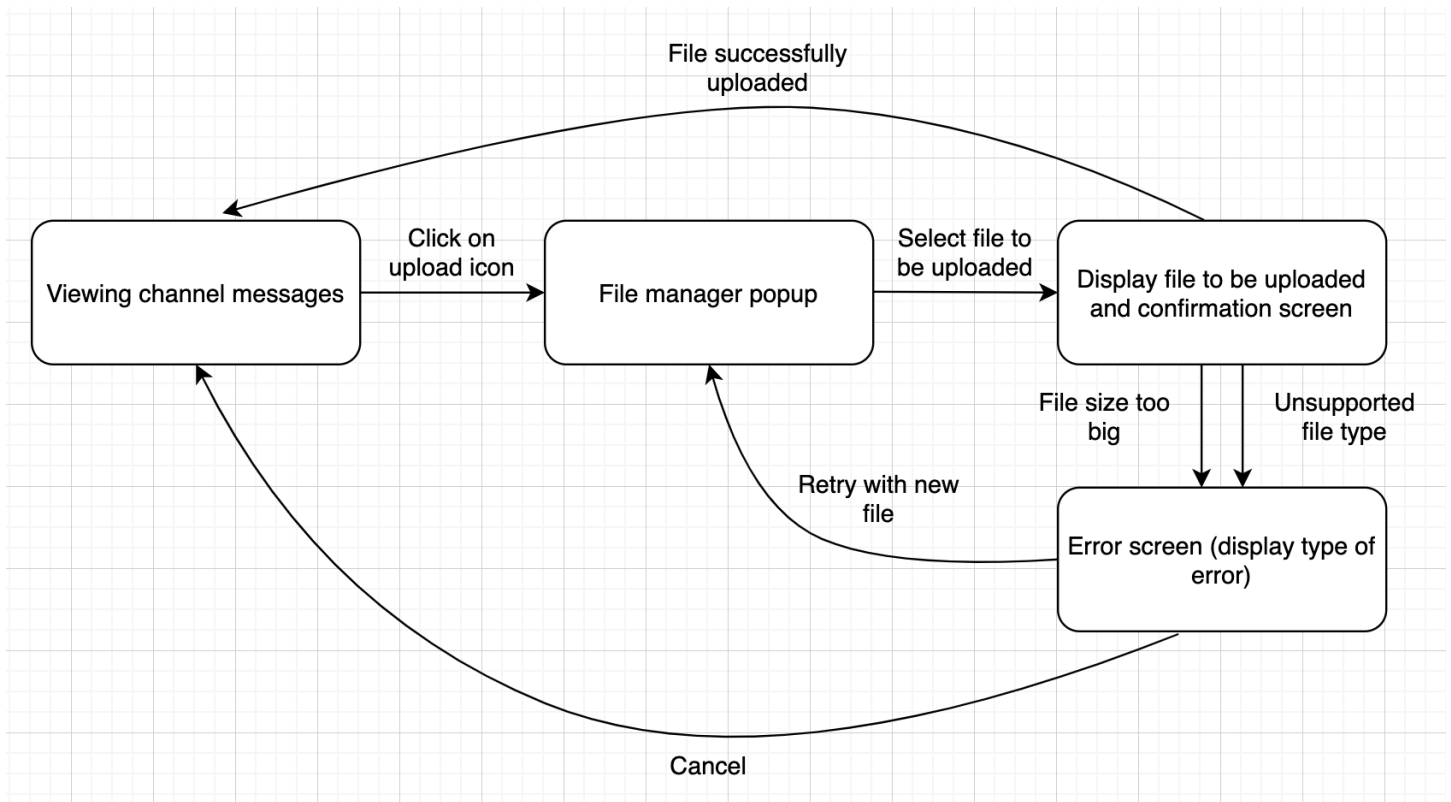 File successfully
uploaded
Viewing channel messages
Click on
upload icon
File manager popup
Select file to
be uploaded
Display file to be uploaded
and confirmation screen
File size too
big
Unsupported
file type
Retry with new
file
Error screen (display type of
error)
Cancel